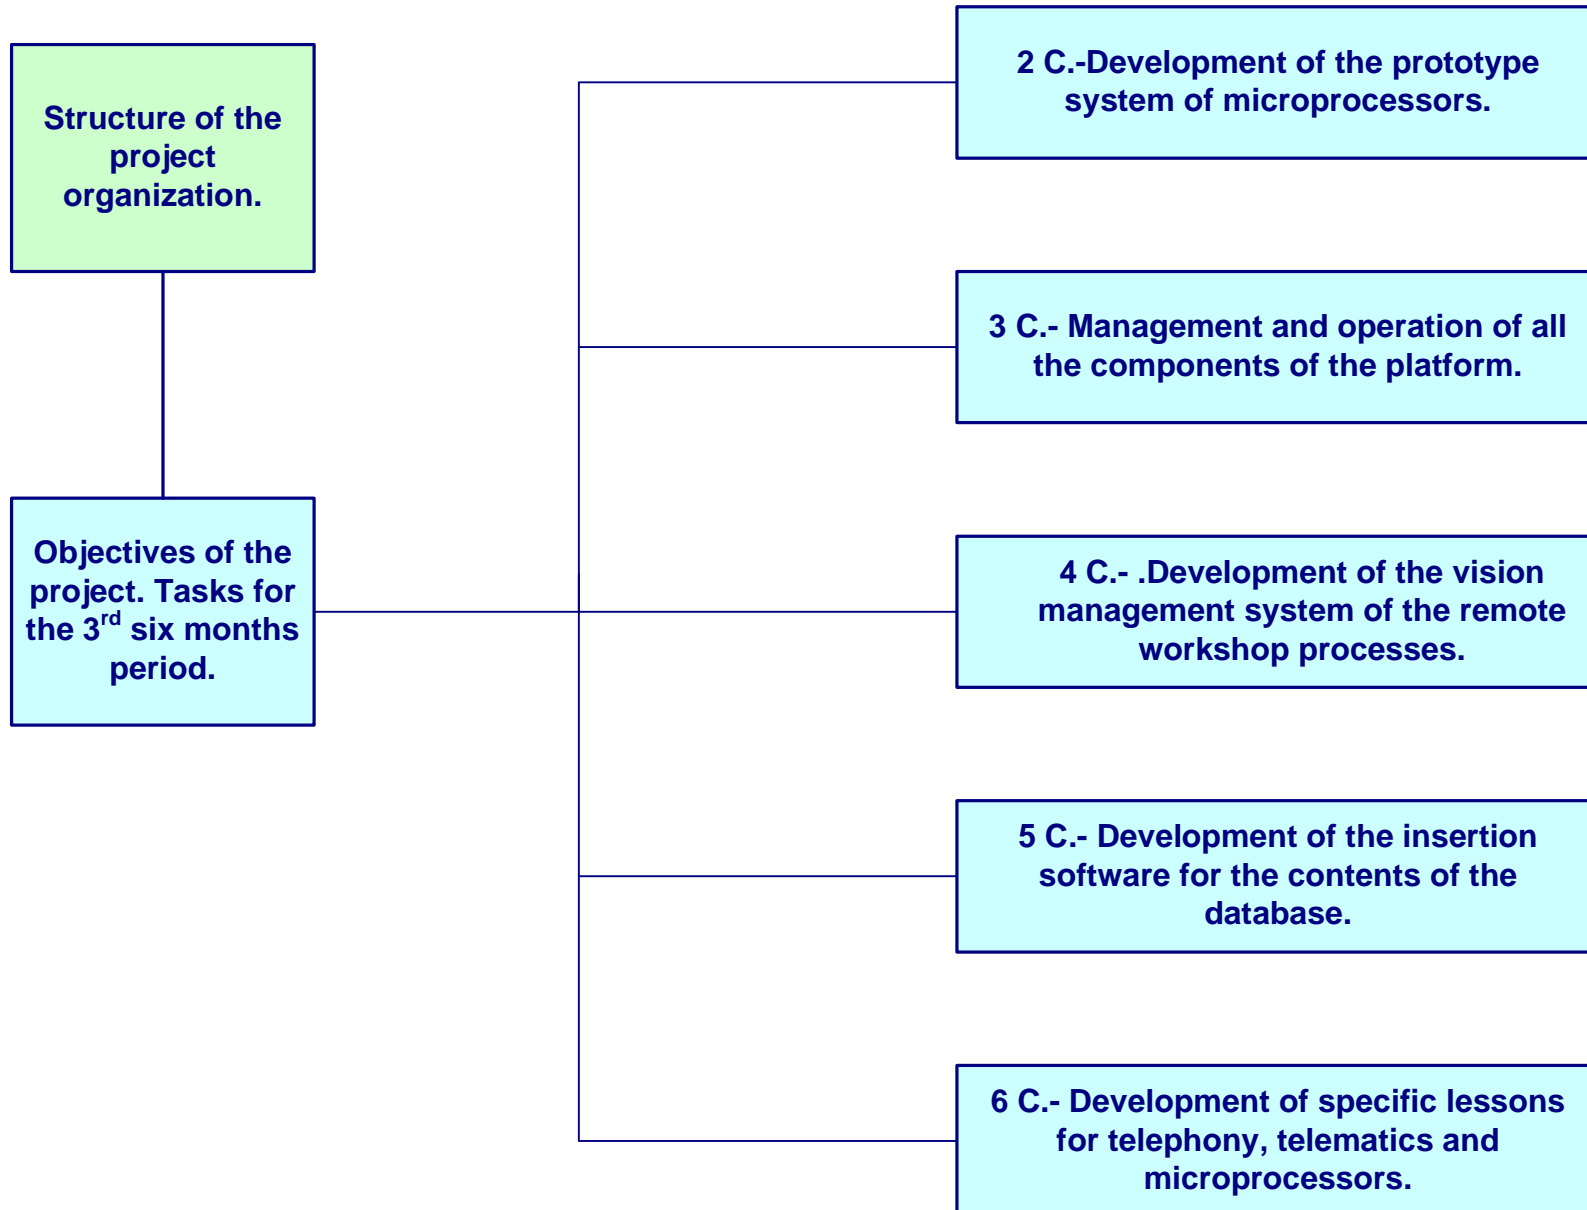 Structure of the
project
organization.
Objectives of the
project. Tasks for
the 3rd six months
period.
2 C.-Development of the prototype
system of microprocessors.
3 C.- Management and operation of all
the components of the platform.
4 C.- .Development of the vision
management system of the remote
workshop processes.
5 C.- Development of the insertion
software for the contents of the
database.
6 C.- Development of specific lessons
for telephony, telematics and
microprocessors.